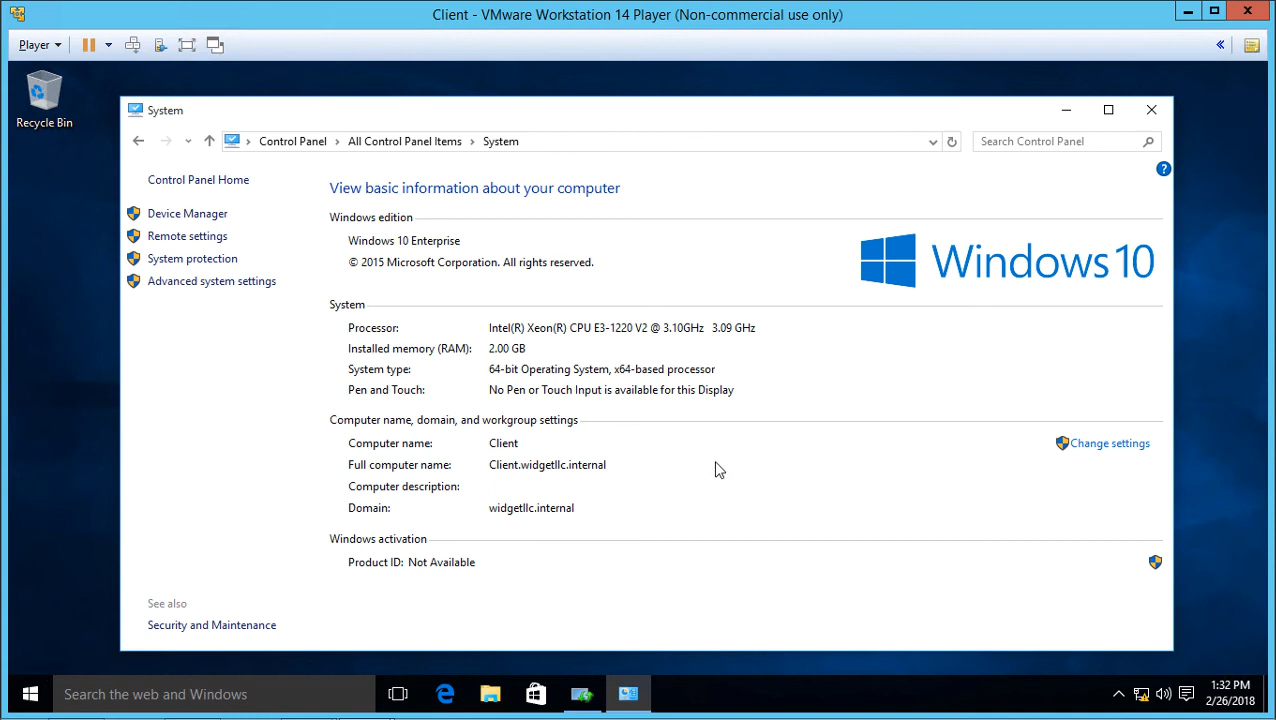 Client - VMware Workstation 14 Player (Non-commercial use only)
Player
Recycle Bin
System
Control Panel > All Control Panel Items > System
Search Control Panel
Control Panel Home
Device Manager
Remote settings
System protection
Advanced system settings
View basic information about your computer
Windows edition
Windows 10 Enterprise
© 2015 Microsoft Corporation. All rights reserved.
Windows 10
System
Processor: Intel(R) Xeon(R) CPU E3-1220 V2 @ 3.10GHz 3.09 GHz
Installed memory (RAM): 2.00 GB
System type: 64-bit Operating System, x64-based processor
Pen and Touch: No Pen or Touch Input is available for this Display
Computer name, domain, and workgroup settings
Computer name: Client
Change settings
Full computer name: Client.widgetllc.internal
Computer description:
Domain: widgetllc.internal
Windows activation
Product ID: Not Available
See also
Security and Maintenance
Search the web and Windows
1:32 PM
2/26/2018